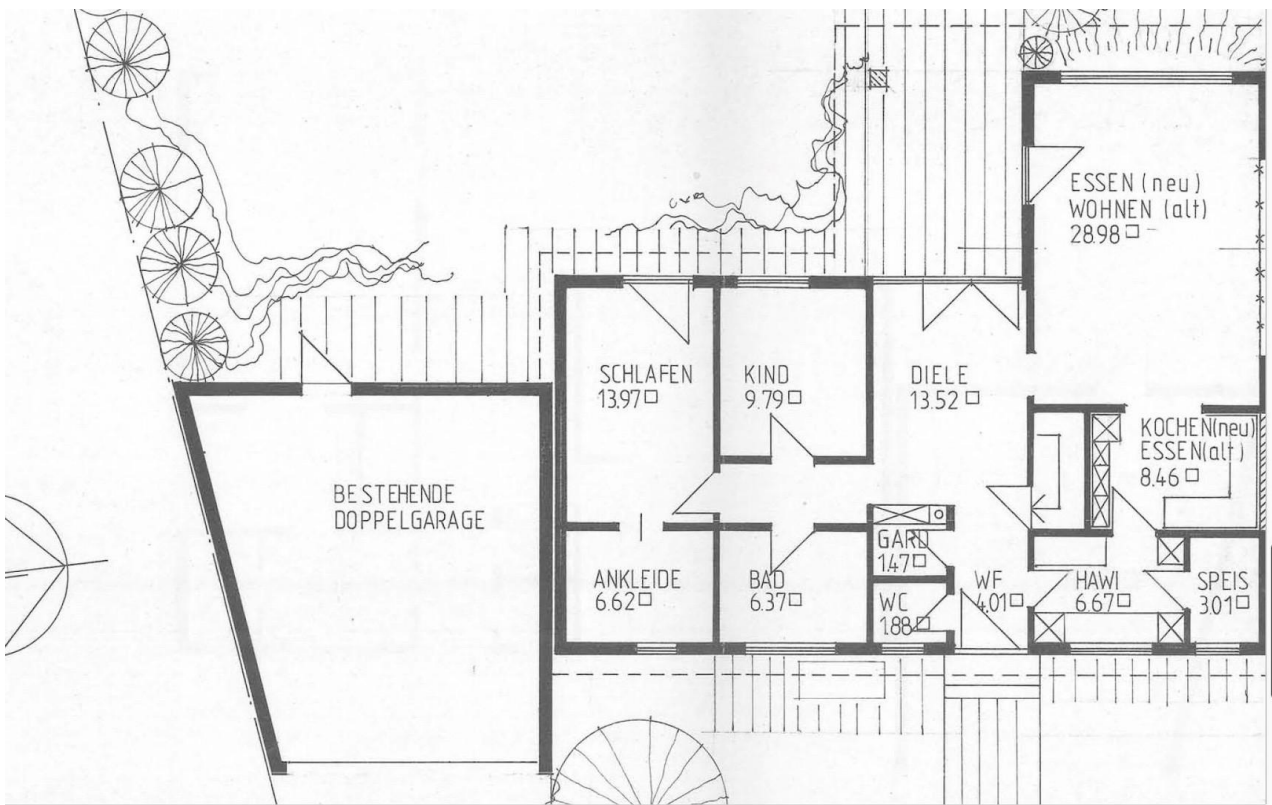 ESSEN (neu)
WOHNEN (alt)
28.98
SCHLAFEN
13.97
KIND
9.79
DIELE
13.52
KOCHEN(neu)
ESSEN(alt)
8.46
BESTEHENDE
DOPPELGARAGE
GARD
1.47
ANKLEIDE
6.62
BAD
6.37
WC
1.88
WF
4.01
HAWI
6.67
SPEIS
3.01